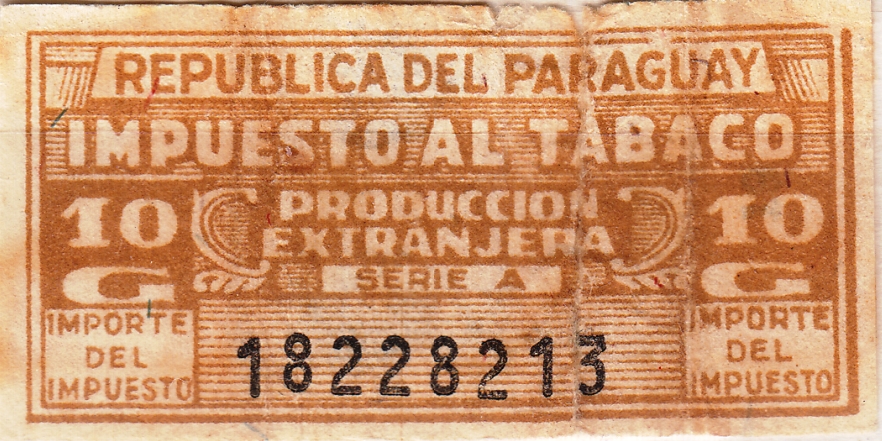 REPUBLICA DEL PARAGUAY
IMPUESTO AL TABACO
10 PRODUCCION 10
EXTRANJERA
G SERIE A G
IMPORTE
DEL
IMPUESTO
18228213
IMPORTE
DEL
IMPUESTO